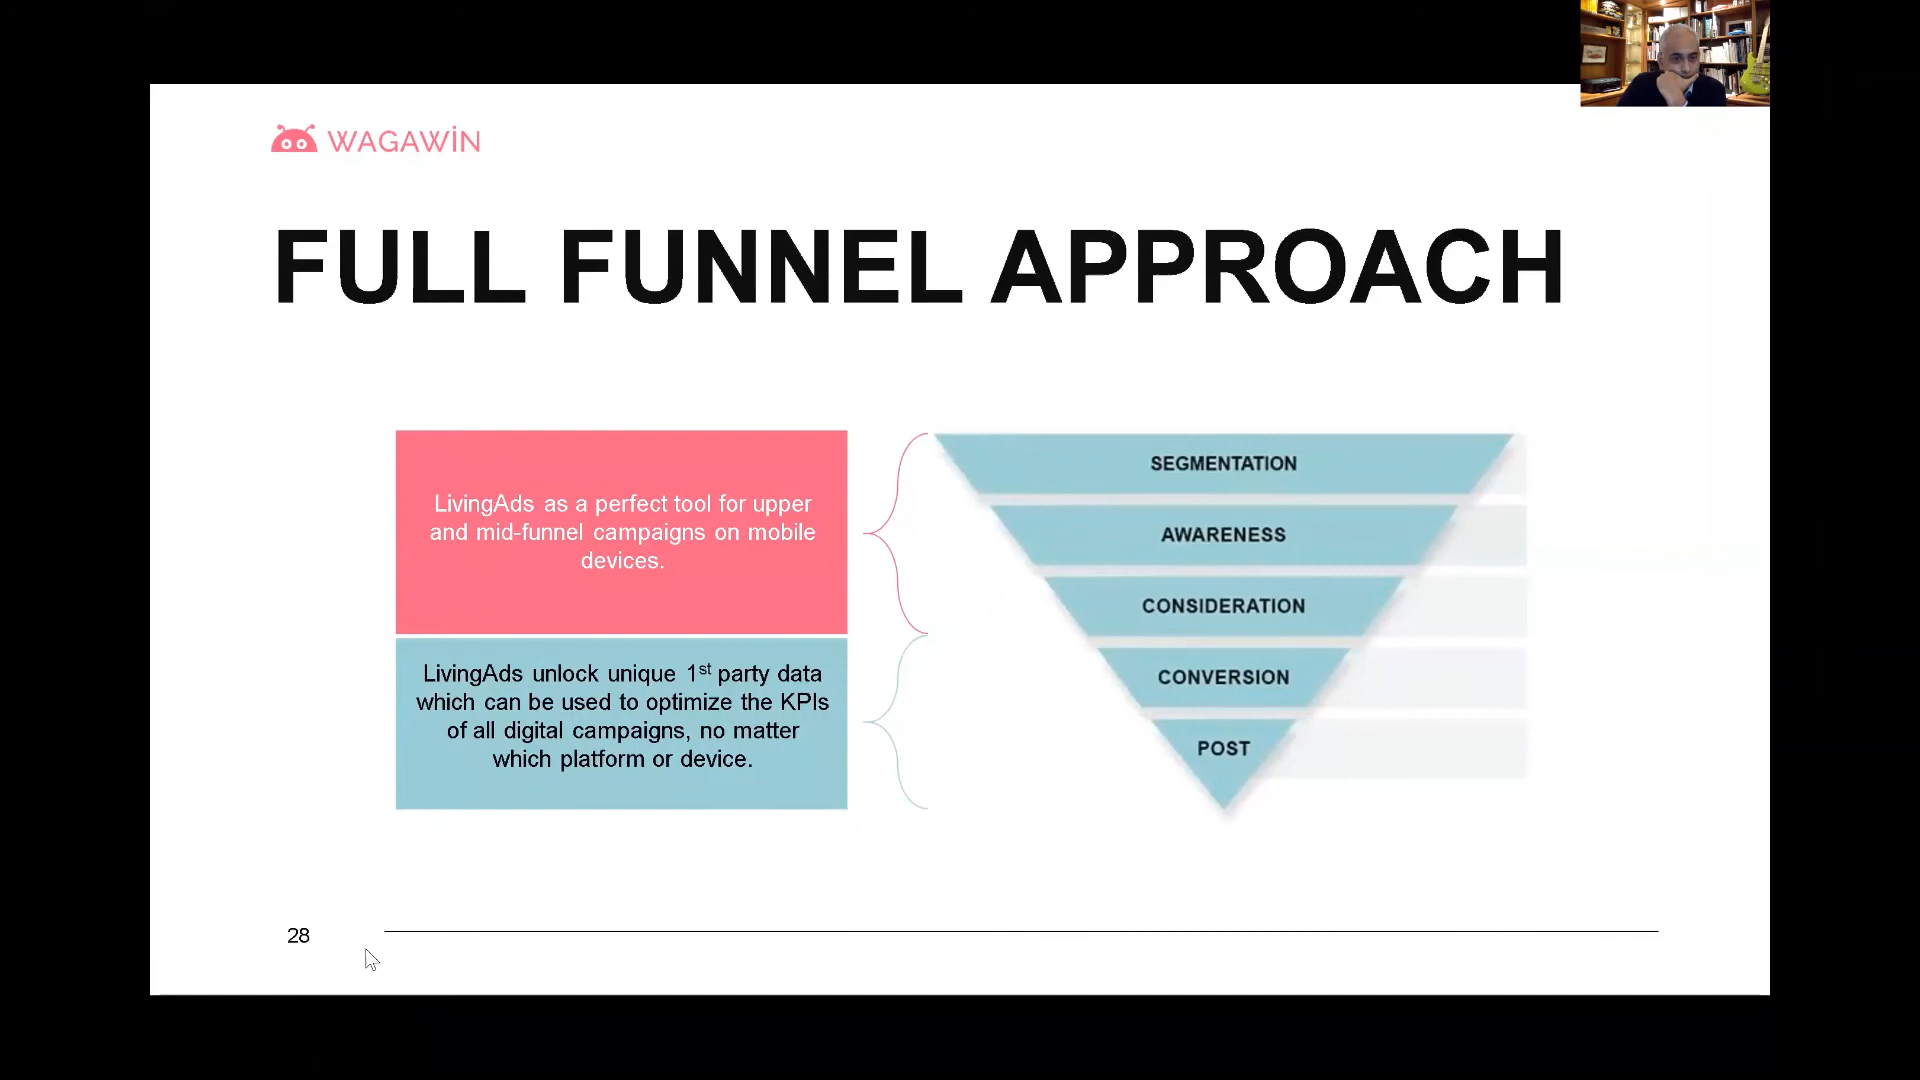 WAGAWIN
FULL FUNNEL APPROACH
LivingAds as a perfect tool for upper
and mid-funnel campaigns on mobile
devices.
LivingAds unlock unique 1st party data
which can be used to optimize the KPIs
of all digital campaigns, no matter
which platform or device.
SEGMENTATION
AWARENESS
CONSIDERATION
CONVERSION
POST
28